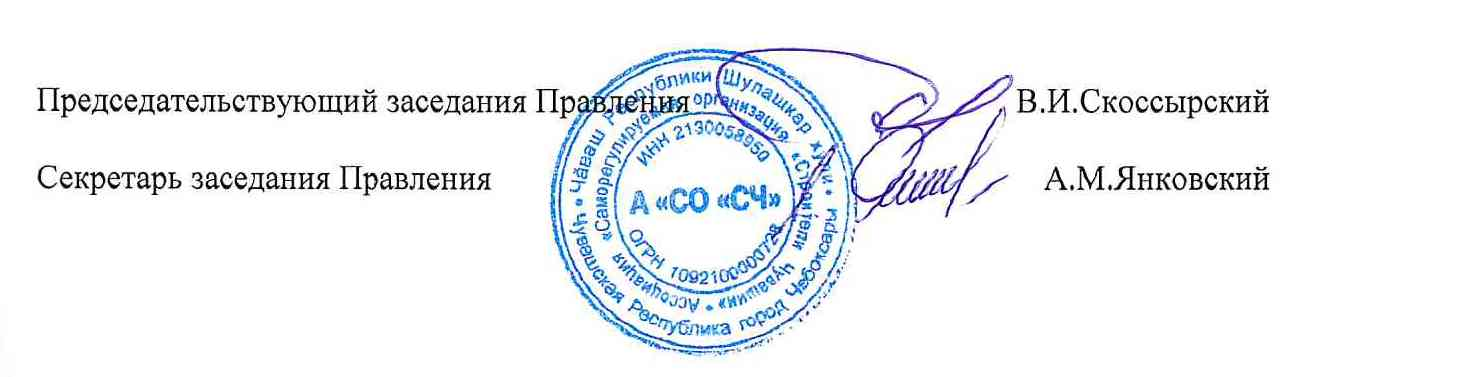 Председательствующий заседания Правления В.И.Скоссырский
Секретарь заседания Правления А.М.Янковский
Чӑваш Республики Шупашкар хули • Чувашская Республика город Чебоксары •
Ассоциация «Саморегулируемая организация «Строители Чувашии» •
ИНН 2130058950
А «СО «СЧ»
ОГРН 1092100000728